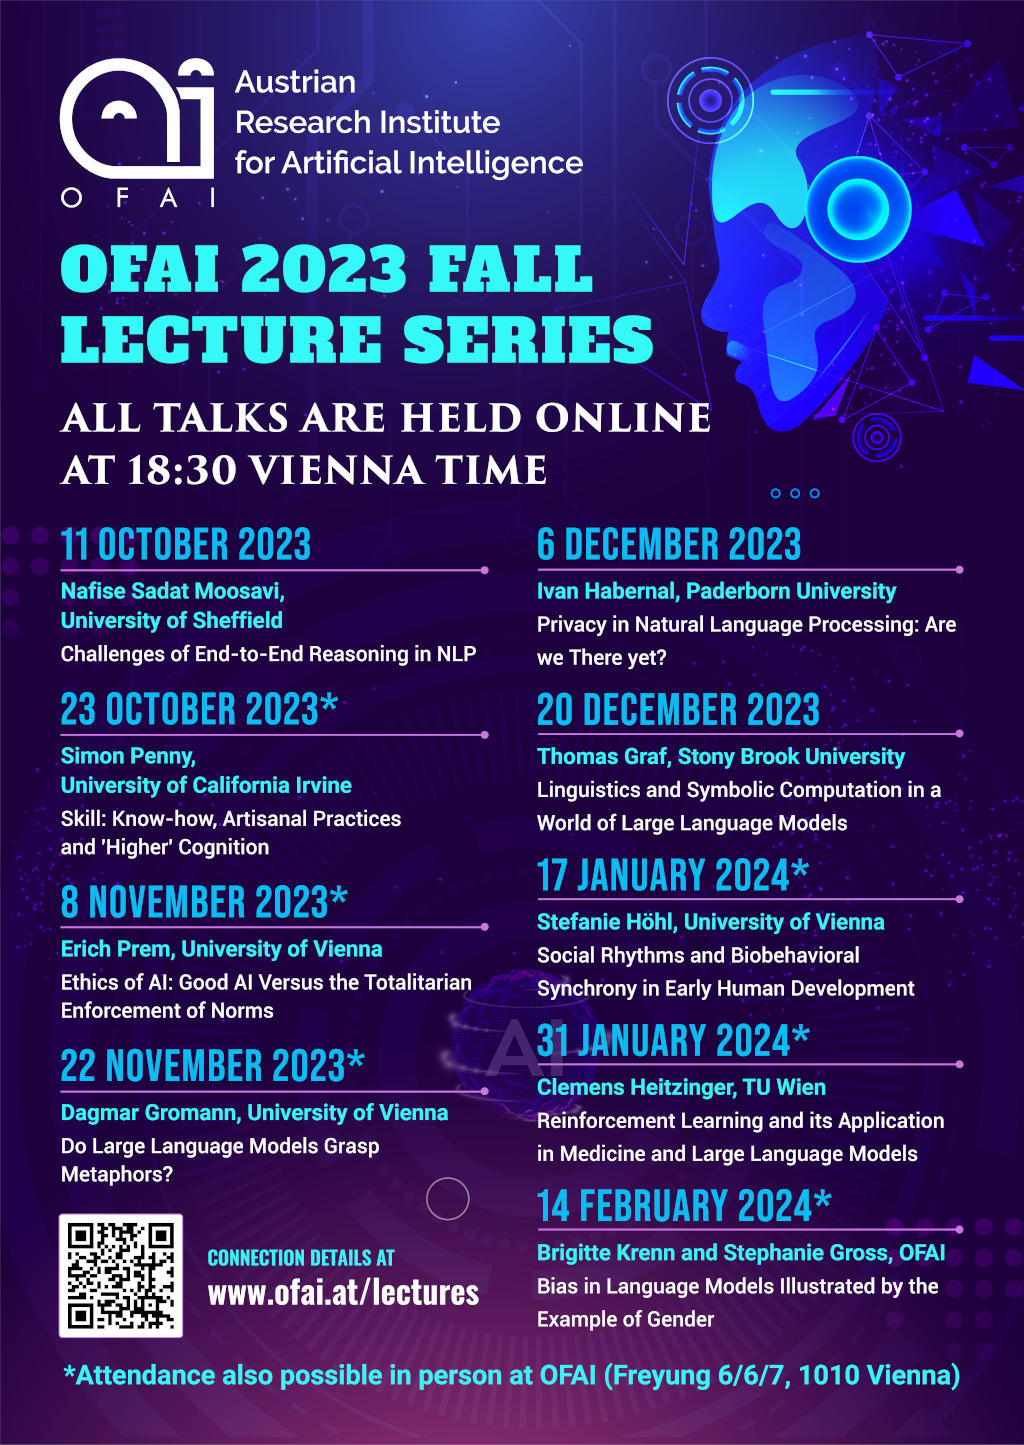 Austrian
Research Institute
for Artificial Intelligence
OFAI
OFAI 2023 FALL
LECTURE SERIES
ALL TALKS ARE HELD ONLINE
AT 18:30 VIENNA TIME
11 OCTOBER 2023
Nafise Sadat Moosavi,
University of Sheffield
Challenges of End-to-End Reasoning in NLP
23 OCTOBER 2023*
Simon Penny,
University of California Irvine
Skill: Know-how, Artisanal Practices
and 'Higher' Cognition
8 NOVEMBER 2023*
Erich Prem, University of Vienna
Ethics of AI: Good AI Versus the Totalitarian
Enforcement of Norms
22 NOVEMBER 2023*
Dagmar Gromann, University of Vienna
Do Large Language Models Grasp
Metaphors?
CONNECTION DETAILS AT
www.ofai.at/lectures
6 DECEMBER 2023
Ivan Habernal, Paderborn University
Privacy in Natural Language Processing: Are
we There yet?
20 DECEMBER 2023
Thomas Graf, Stony Brook University
Linguistics and Symbolic Computation in a
World of Large Language Models
17 JANUARY 2024*
Stefanie Höhl, University of Vienna
Social Rhythms and Biobehavioral
Synchrony in Early Human Development
Ai
31 JANUARY 2024*
Clemens Heitzinger, TU Wien
Reinforcement Learning and its Application
in Medicine and Large Language Models
14 FEBRUARY 2024*
Brigitte Krenn and Stephanie Gross, OFAI
Bias in Language Models Illustrated by the
Example of Gender
*Attendance also possible in person at OFAI (Freyung 6/6/7, 1010 Vienna)